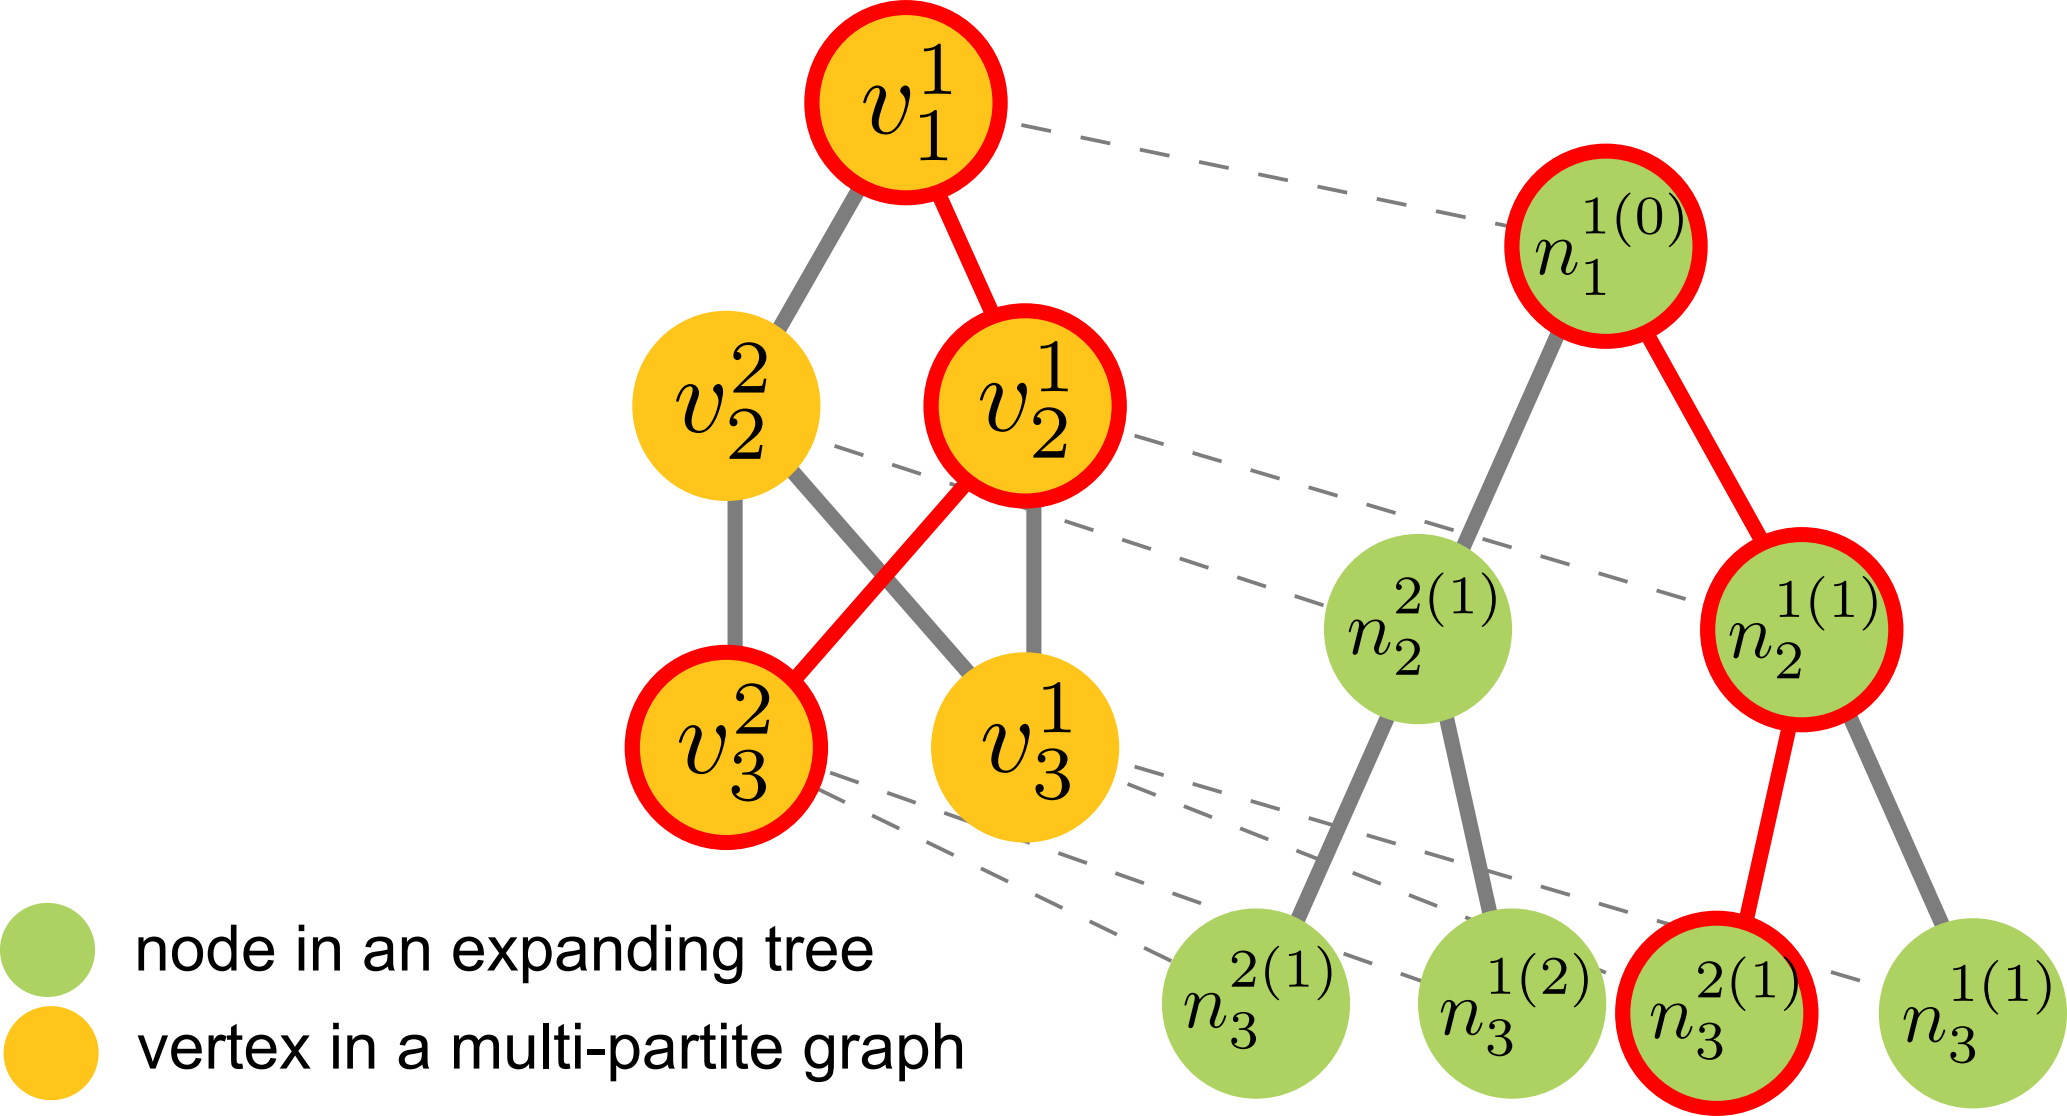 v_1^1
n_1^{1(0)}
v_2^2
v_2^1
n_2^{2(1)}
n_2^{1(1)}
v_3^2
v_3^1
n_3^{2(1)}
n_3^{1(2)}
n_3^{2(1)}
n_3^{1(1)}
node in an expanding tree
vertex in a multi-partite graph